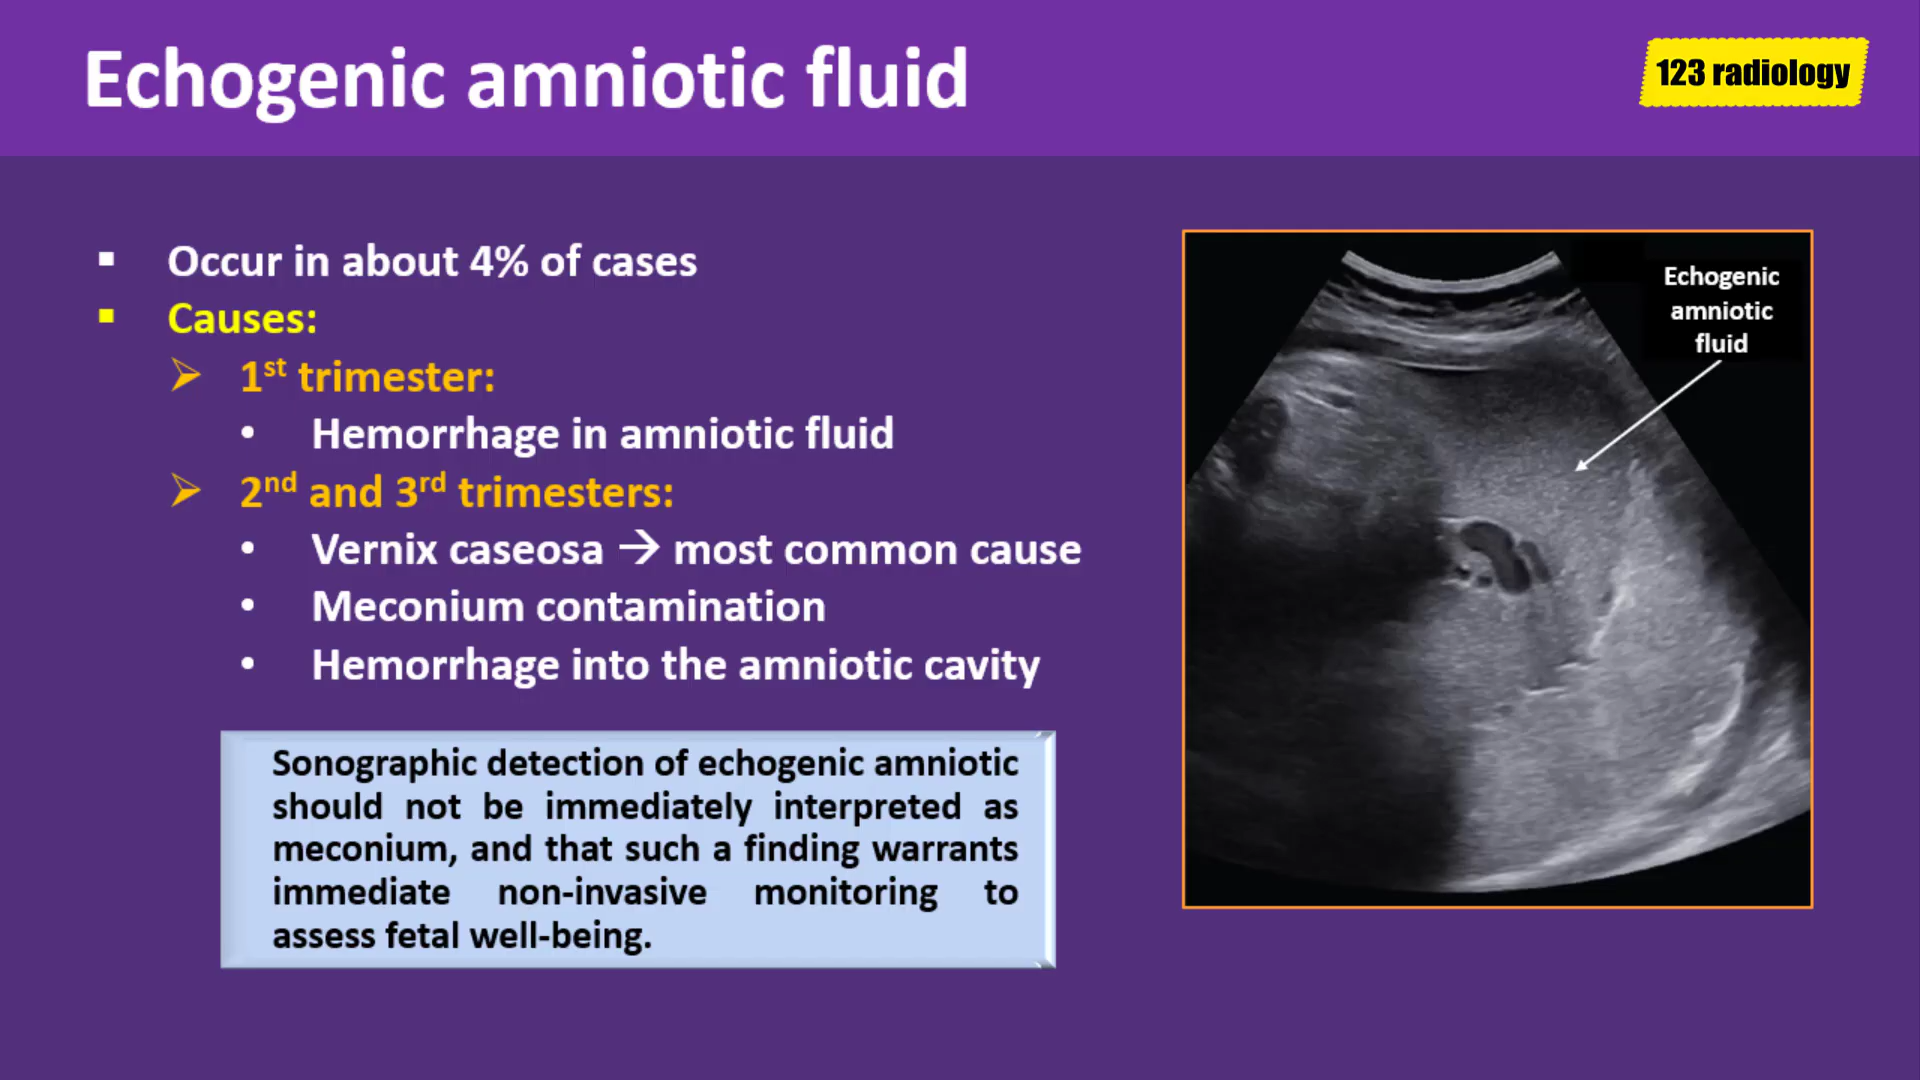 Echogenic amniotic fluid
123 radiology
▪ Occur in about 4% of cases
▪ Causes:
➢ 1st trimester:
• Hemorrhage in amniotic fluid
➢ 2nd and 3rd trimesters:
• Vernix caseosa → most common cause
• Meconium contamination
• Hemorrhage into the amniotic cavity
Sonographic detection of echogenic amniotic
should not be immediately interpreted as
meconium, and that such a finding warrants
immediate non-invasive monitoring to
assess fetal well-being.
Echogenic
amniotic
fluid